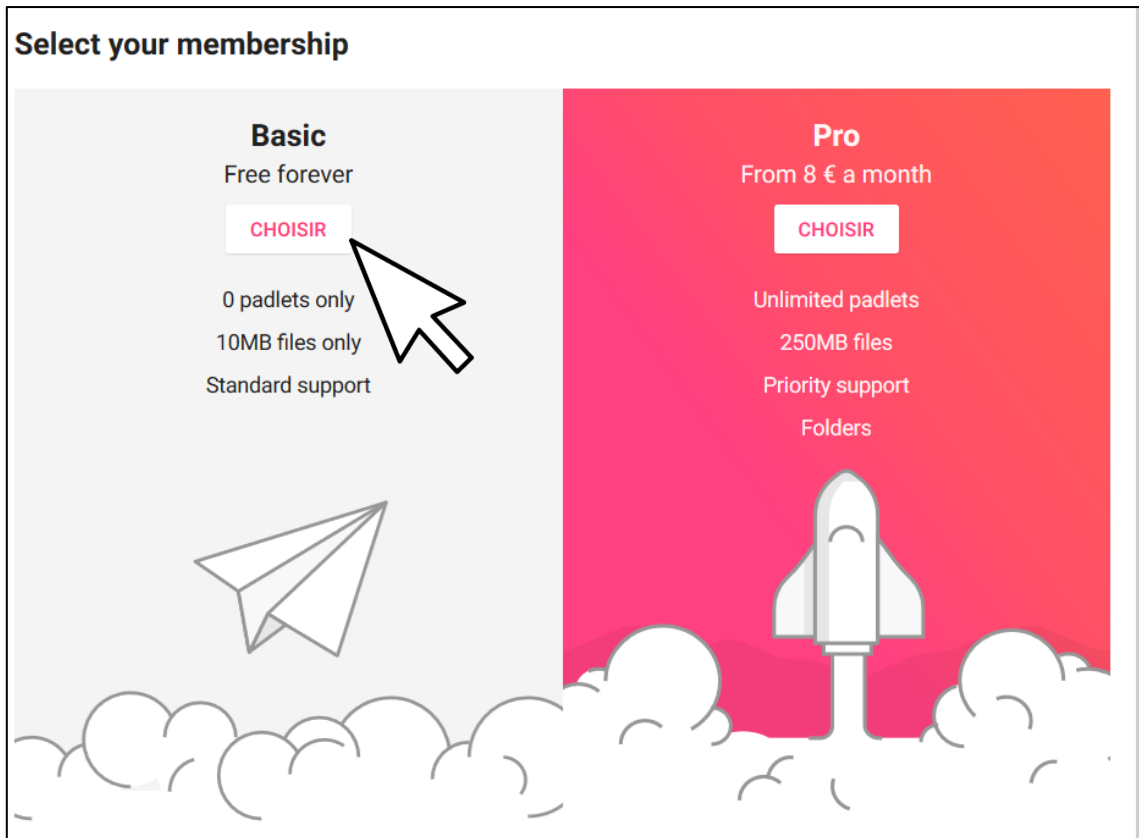 Select your membership
Basic
Free forever
CHOISIR
0 padlets only
10MB files only
Standard support
Pro
From 8 € a month
CHOISIR
Unlimited padlets
250MB files
Priority support
Folders